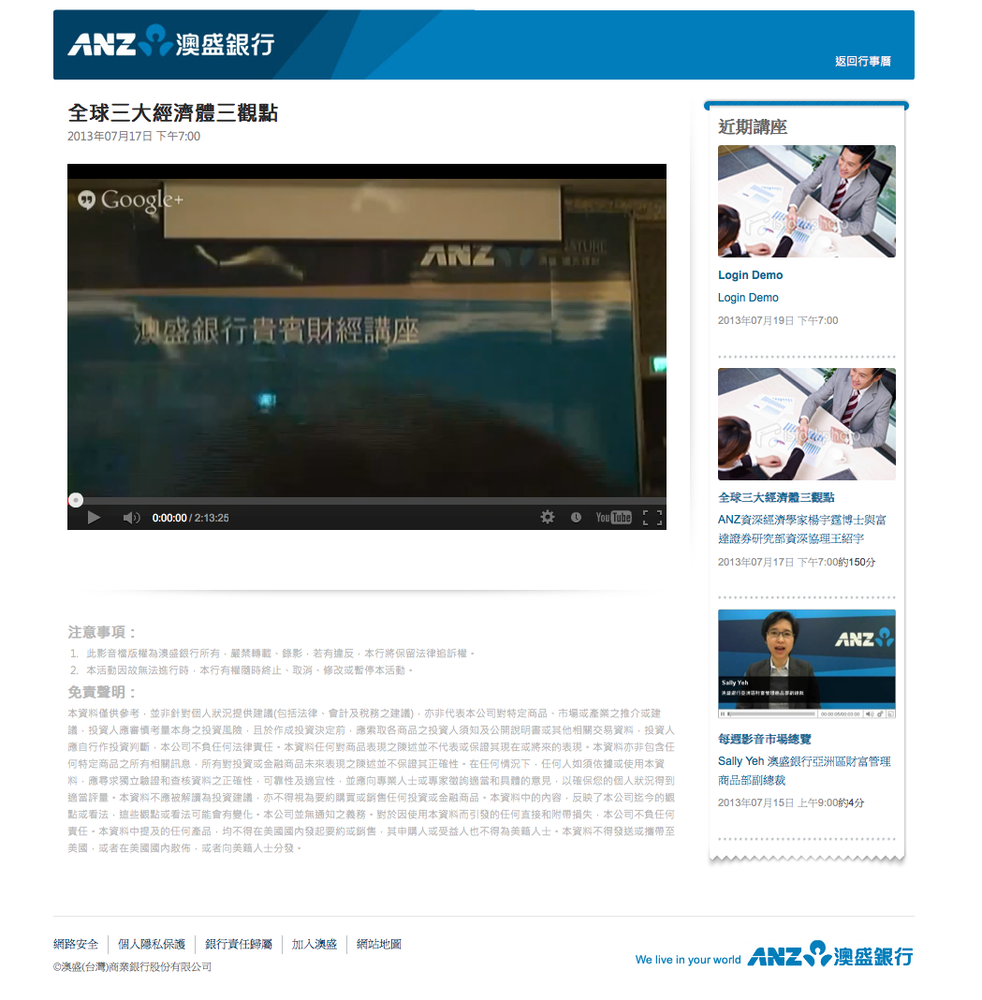 ANZ 澳盛銀行
返回行事曆
全球三大經濟體三觀點
2013年07月17日 下午7:00
Google+
ANZ
澳盛銀行貴賓財經講座
0:00:00 / 2:13:25
YouTube
注意事項：
1. 此影音檔版權為澳盛銀行所有，嚴禁轉載、錄影，若有違反，本行將保留法律追訴權。
2. 本活動因故無法進行時，本行有權隨時終止、取消、修改或暫停本活動。
免責聲明：
本資料僅供參考，並非針對個人狀況提供建議(包括法律、會計及稅務之建議)，亦非代表本公司對特定商品、市場或產業之推介或建
議，投資人應審慎考量本身之投資風險，且於作成投資決定前，應索取各商品之投資人須知及公開說明書或其他相關交易資料，投資人
應自行作投資判斷，本公司不負任何法律責任。本資料任何對商品表現之陳述並不代表或保證其現在或將來的表現。本資料亦非包含任
何特定商品之所有相關訊息，所有對投資或金融商品未來表現之陳述並不保證其正確性。在任何情況下，任何人如須依據或使用本資
料，應尋求獨立驗證和查核資料之正確性，可靠性及適宜性，並應向專業人士或專家徵詢適當和具體的意見，以確保您的個人狀況得到
適當評量。本資料不應被解讀為投資建議，亦不得視為要約購買或銷售任何投資或金融商品。本資料中的內容，反映了本公司迄今的觀
點或看法，這些觀點或看法可能會有變化。本公司並無通知之義務。對於因使用本資料而引發的任何直接和附帶損失，本公司不負任何
責任。本資料中提及的任何產品，均不得在美國國內發起要約或銷售，其申購人或受益人也不得為美籍人士。本資料不得發送或攜帶至
美國，或者在美國國內散佈，或者向美籍人士分發。
近期講座
Login Demo
Login Demo
2013年07月19日 下午7:00
全球三大經濟體三觀點
ANZ資深經濟學家楊宇霆博士與富
達證券研究部資深協理王紹宇
2013年07月17日 下午7:00約150分
ANZ
Sally Yeh
澳盛銀行亞洲區財富管理商品部副總裁
00:00:05/00:03:00
每週影音市場總覽
Sally Yeh 澳盛銀行亞洲區財富管理
商品部副總裁
2013年07月15日 上午9:00約4分
網路安全 個人隱私保護 銀行責任歸屬 加入澳盛 網站地圖
©澳盛(台灣)商業銀行股份有限公司
We live in your world ANZ 澳盛銀行